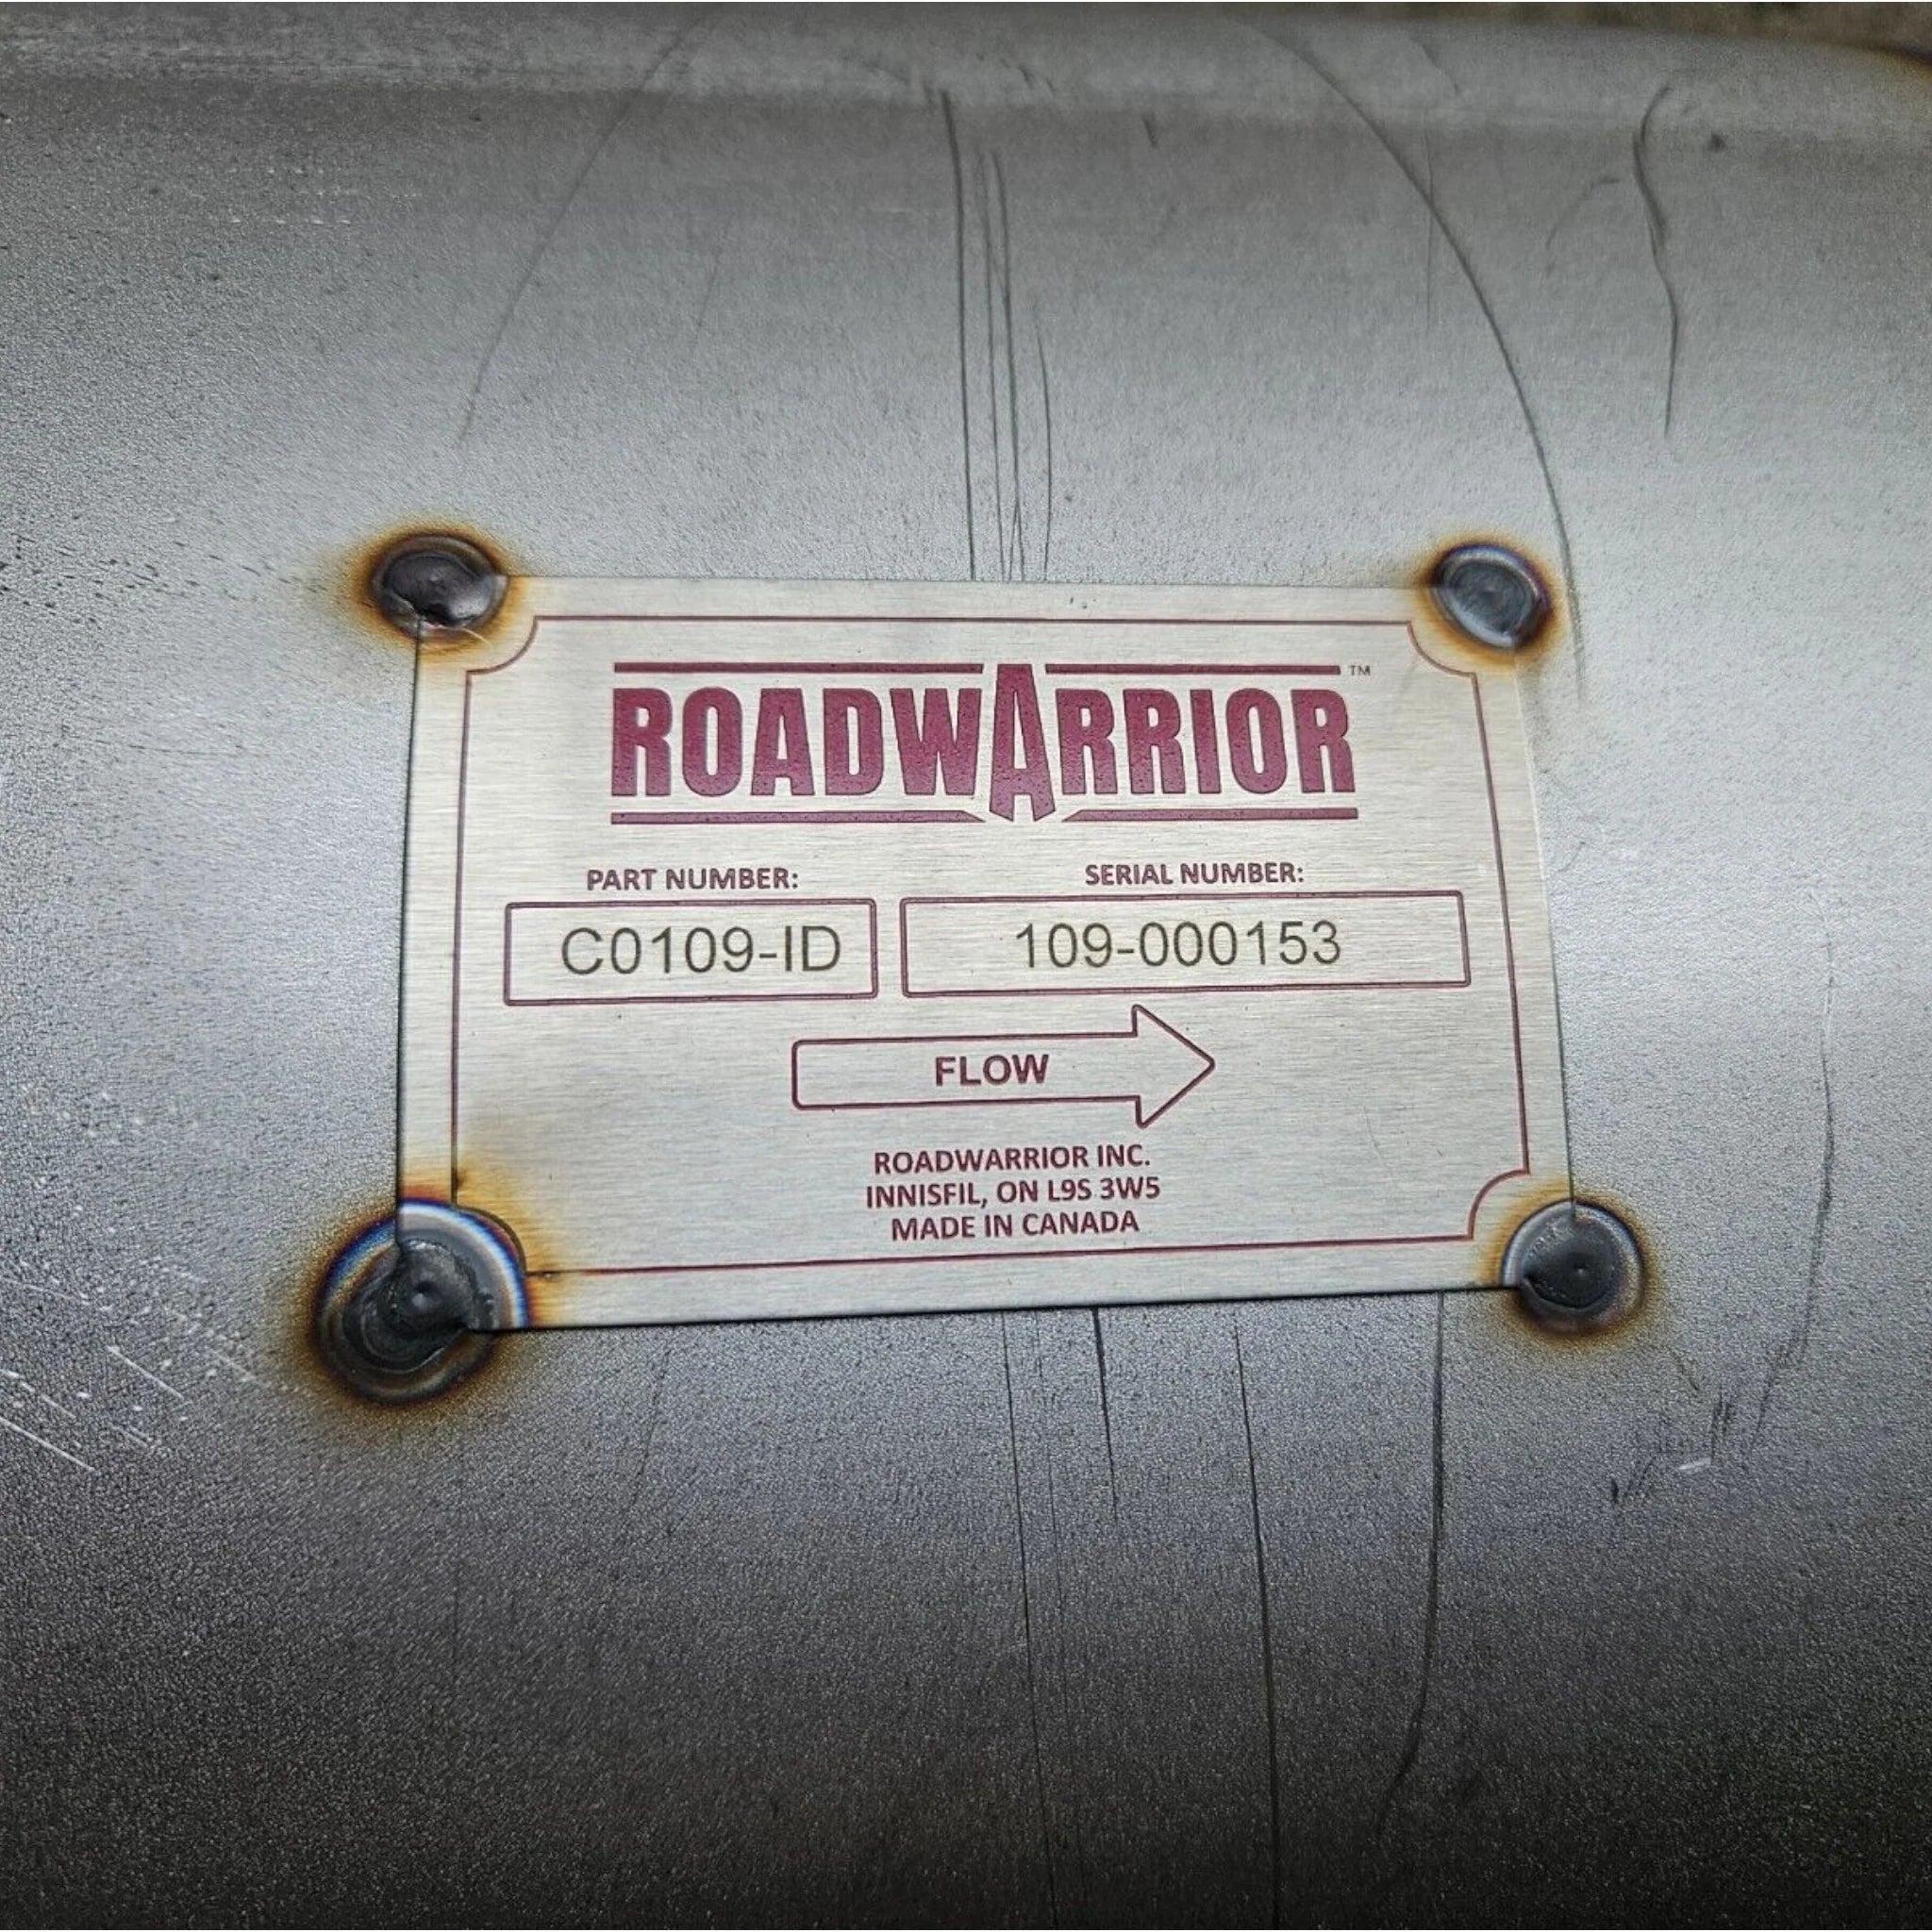 ROADWARRIOR™
PART NUMBER: SERIAL NUMBER:
C0109-ID 109-000153
FLOW
ROADWARRIOR INC.
INNISFIL, ON L9S 3W5
MADE IN CANADA